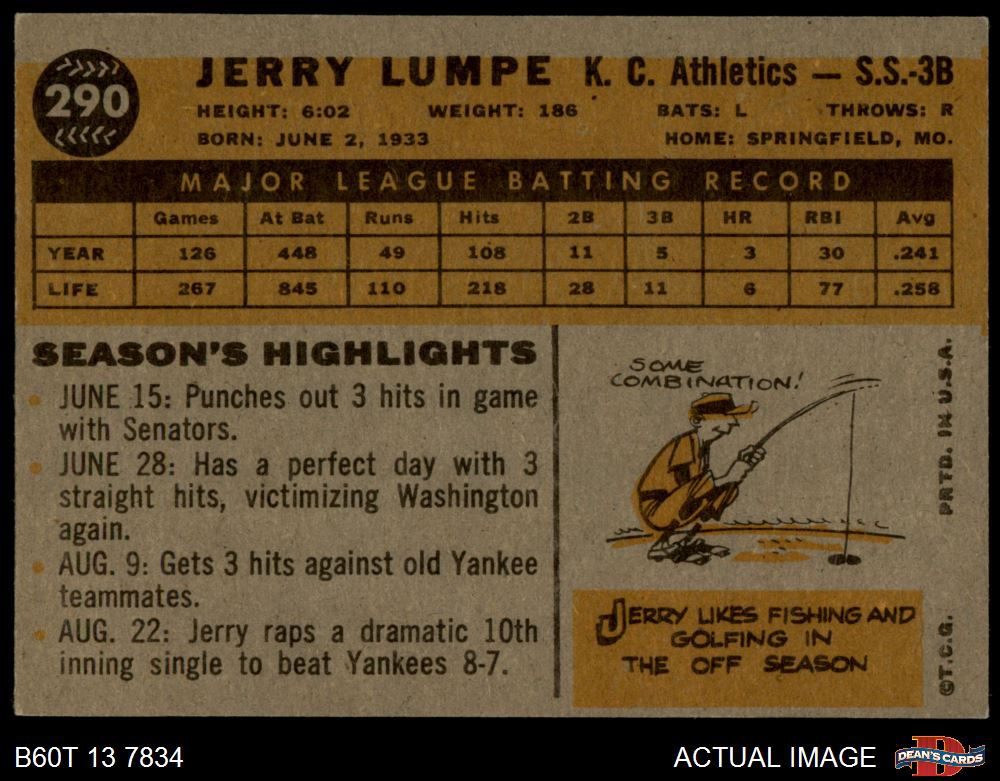 290
JERRY LUMPE K. C. Athletics — S.S.-3B
HEIGHT: 6:02 WEIGHT: 186 BATS: L THROWS: R
BORN: JUNE 2, 1933 HOME: SPRINGFIELD, MO.
MAJOR LEAGUE BATTING RECORD
Games At Bat Runs Hits 2B 3B HR RBI Avg
YEAR 126 448 49 108 11 5 3 30 .241
LIFE 267 845 110 218 28 11 6 77 .258
SEASON'S HIGHLIGHTS
• JUNE 15: Punches out 3 hits in game
with Senators.
• JUNE 28: Has a perfect day with 3
straight hits, victimizing Washington
again.
• AUG. 9: Gets 3 hits against old Yankee
teammates.
• AUG. 22: Jerry raps a dramatic 10th
inning single to beat Yankees 8-7.
SOME
COMBINATION!
JERRY LIKES FISHING AND
GOLFING IN
THE OFF SEASON
©T.C.G. PRTD. IN U.S.A.
B60T 13 7834 ACTUAL IMAGE
D
DEAN'S CARDS